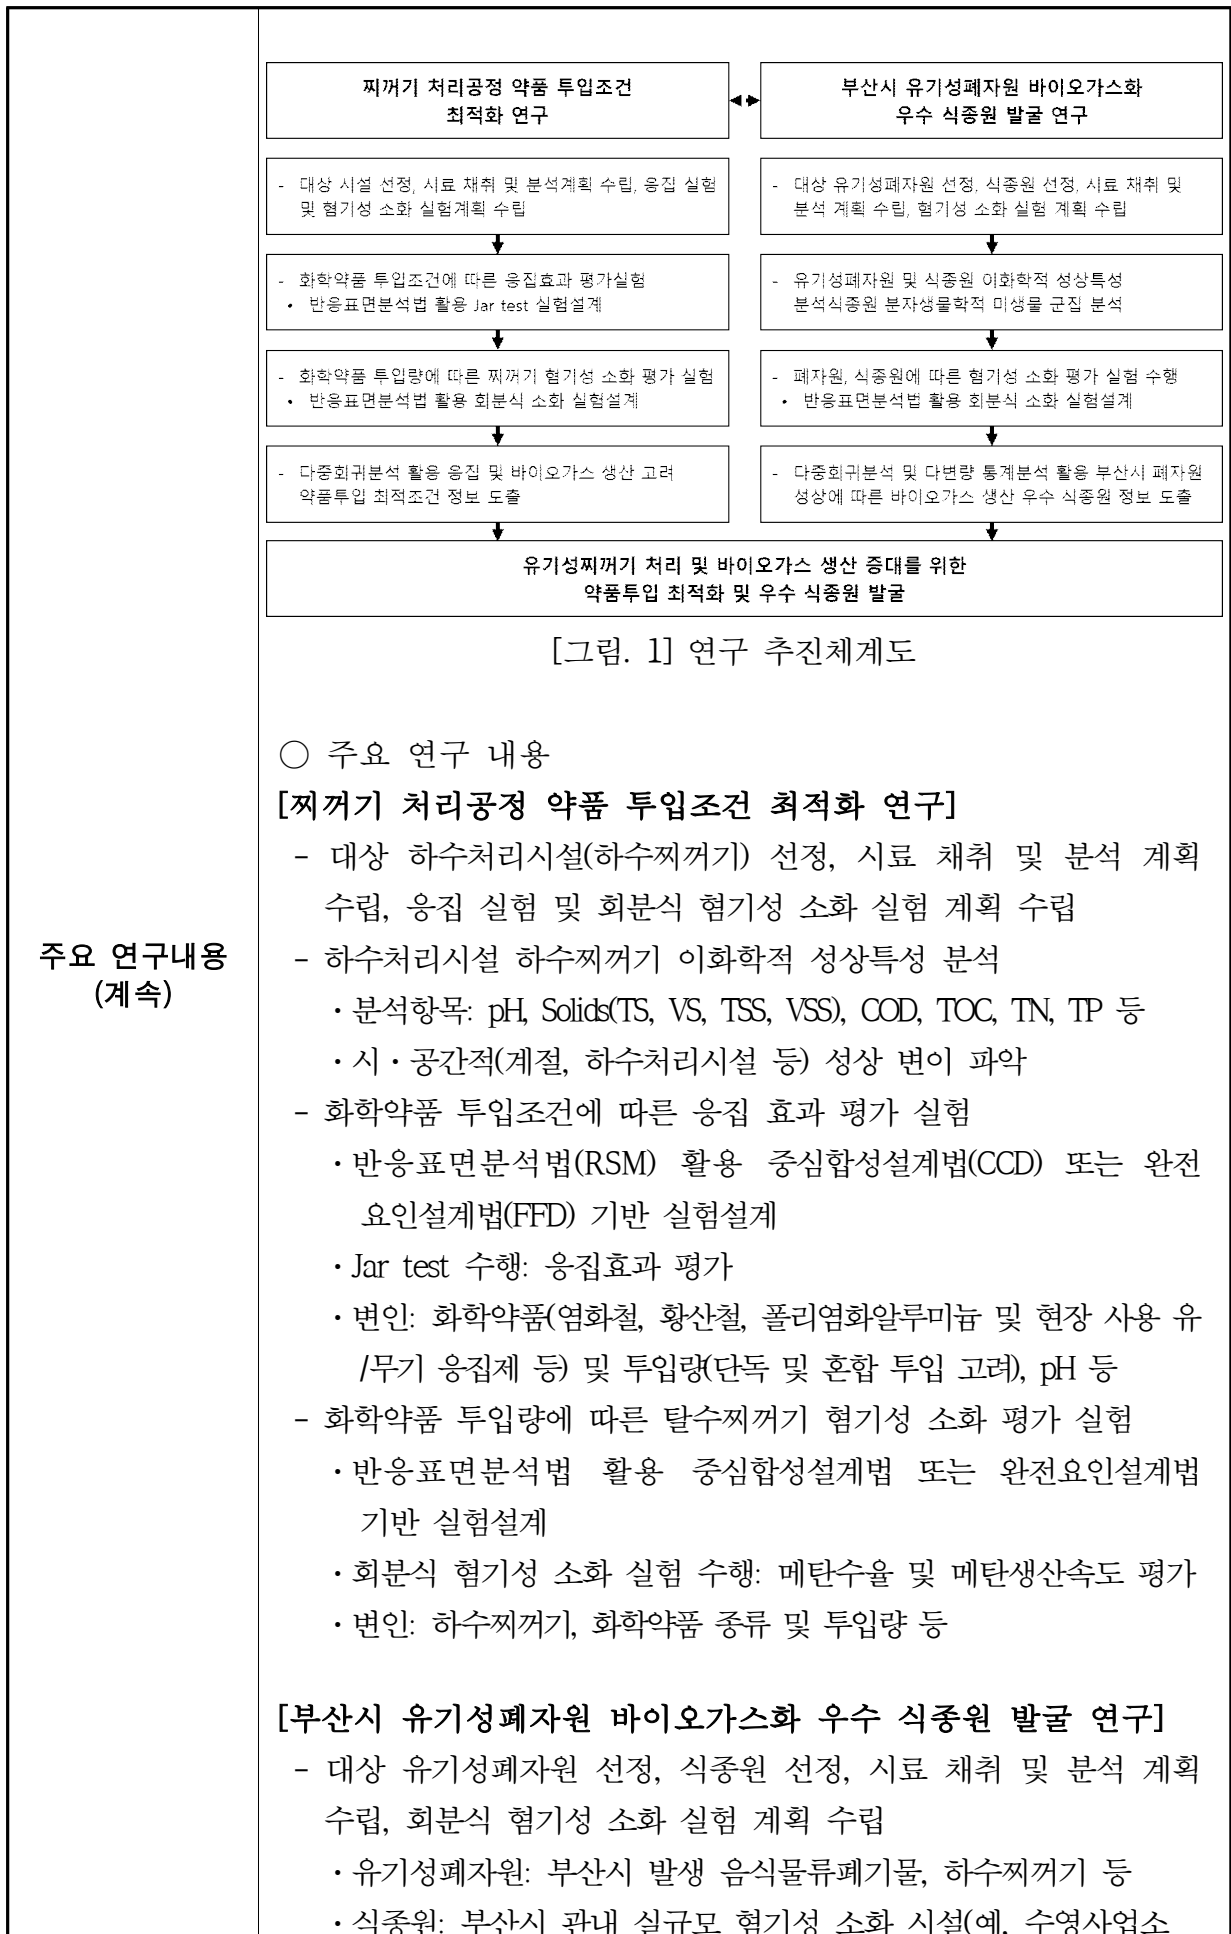 찌꺼기 처리공정 약품 투입조건
최적화 연구
부산시 유기성폐자원 바이오가스화
우수 식종원 발굴 연구
- 대상 시설 선정, 시료 채취 및 분석계획 수립, 응집 실험
및 혐기성 소화 실험계획 수립
- 대상 유기성폐자원 선정, 식종원 선정, 시료 채취 및
분석 계획 수립, 혐기성 소화 실험 계획 수립
- 화학약품 투입조건에 따른 응집효과 평가실험
• 반응표면분석법 활용 Jar test 실험설계
- 유기성폐자원 및 식종원 이화학적 성상특성
분석식종원 분자생물학적 미생물 군집 분석
- 화학약품 투입량에 따른 찌꺼기 혐기성 소화 평가 실험
• 반응표면분석법 활용 회분식 소화 실험설계
- 폐자원, 식종원에 따른 혐기성 소화 평가 실험 수행
• 반응표면분석법 활용 회분식 소화 실험설계
- 다중회귀분석 활용 응집 및 바이오가스 생산 고려
약품투입 최적조건 정보 도출
- 다중회귀분석 및 다변량 통계분석 활용 부산시 폐자원
성상에 따른 바이오가스 생산 우수 식종원 정보 도출
유기성찌꺼기 처리 및 바이오가스 생산 증대를 위한
약품투입 최적화 및 우수 식종원 발굴
[그림. 1] 연구 추진체계도
주요 연구내용
(계속)
○ 주요 연구 내용
[찌꺼기 처리공정 약품 투입조건 최적화 연구]
- 대상 하수처리시설(하수찌꺼기) 선정, 시료 채취 및 분석 계획
수립, 응집 실험 및 회분식 혐기성 소화 실험 계획 수립
- 하수처리시설 하수찌꺼기 이화학적 성상특성 분석
・분석항목: pH, Solids(TS, VS, TSS, VSS), COD, TOC, TN, TP 등
・시・공간적(계절, 하수처리시설 등) 성상 변이 파악
- 화학약품 투입조건에 따른 응집 효과 평가 실험
・반응표면분석법(RSM) 활용 중심합성설계법(CCD) 또는 완전
요인설계법(FFD) 기반 실험설계
・Jar test 수행: 응집효과 평가
・변인: 화학약품(염화철, 황산철, 폴리염화알루미늄 및 현장 사용 유
/무기 응집제 등) 및 투입량(단독 및 혼합 투입 고려), pH 등
- 화학약품 투입량에 따른 탈수찌꺼기 혐기성 소화 평가 실험
・반응표면분석법 활용 중심합성설계법 또는 완전요인설계법
기반 실험설계
・회분식 혐기성 소화 실험 수행: 메탄수율 및 메탄생산속도 평가
・변인: 하수찌꺼기, 화학약품 종류 및 투입량 등
[부산시 유기성폐자원 바이오가스화 우수 식종원 발굴 연구]
- 대상 유기성폐자원 선정, 식종원 선정, 시료 채취 및 분석 계획
수립, 회분식 혐기성 소화 실험 계획 수립
・유기성폐자원: 부산시 발생 음식물류폐기물, 하수찌꺼기 등
・식종원: 부산시 관내 실규모 혐기성 소화 시설(예, 수영사업소